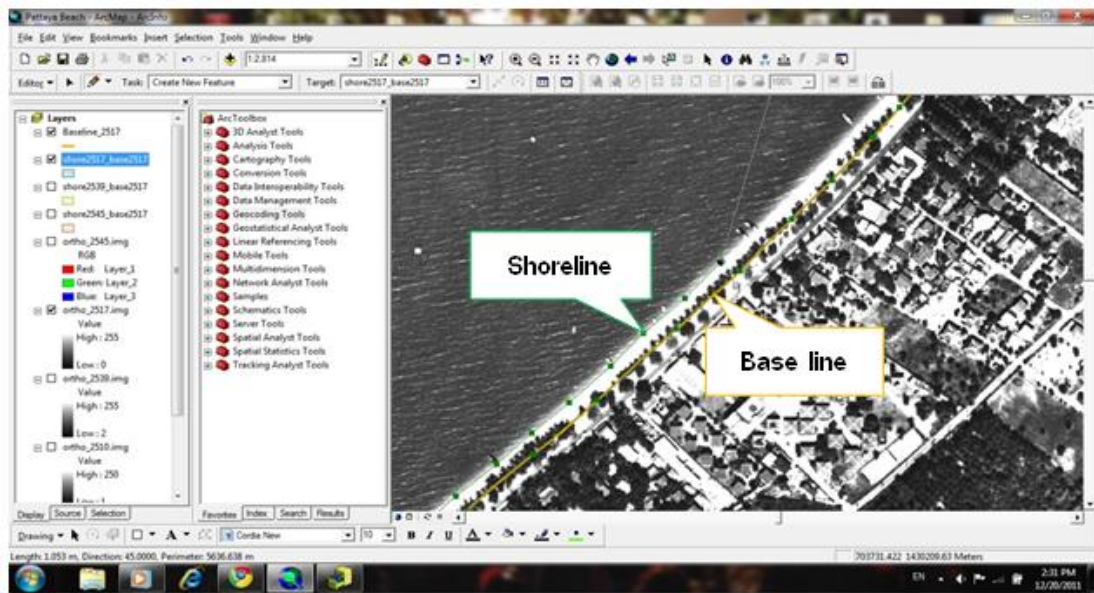 Pattaya Beach - ArcMap - ArcInfo
File Edit View Bookmarks Insert Selection Tools Window Help
1:2,814
Editor Task: Create New Feature Target: shore2517_base2517 100%
Layers
Baseline_2517
shore2517_base2517
shore2539_base2517
shore2545_base2517
ortho_2545.img
RGB
Red: Layer_1
Green: Layer_2
Blue: Layer_3
ortho_2517.img
Value
High : 255
Low : 0
ortho_2539.img
Value
High : 255
Low : 2
ortho_2510.img
Value
High : 250
Low : 1
Display Source Selection
ArcToolbox
3D Analyst Tools
Analysis Tools
Cartography Tools
Conversion Tools
Data Interoperability Tools
Data Management Tools
Geocoding Tools
Geostatistical Analyst Tools
Linear Referencing Tools
Mobile Tools
Multidimension Tools
Network Analyst Tools
Samples
Schematics Tools
Server Tools
Spatial Analyst Tools
Spatial Statistics Tools
Tracking Analyst Tools
Favorites Index Search Results
Shoreline
Base line
Drawing A Cordia New 10 B I U A
Length: 1.053 m, Direction: 45.0000, Perimeter: 5636.638 m
703731.422 1430209.63 Meters
EN 2:31 PM
12/20/2011